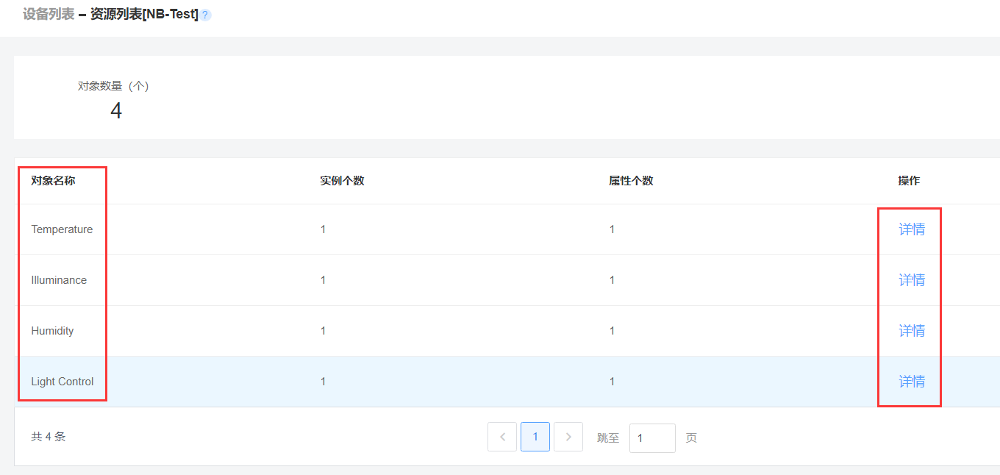 设备列表 – 资源列表[NB-Test] ?
对象数量（个）
4
对象名称 实例个数 属性个数 操作
Temperature 1 1 详情
Illuminance 1 1 详情
Humidity 1 1 详情
Light Control 1 1 详情
共 4 条 1 跳至 1 页